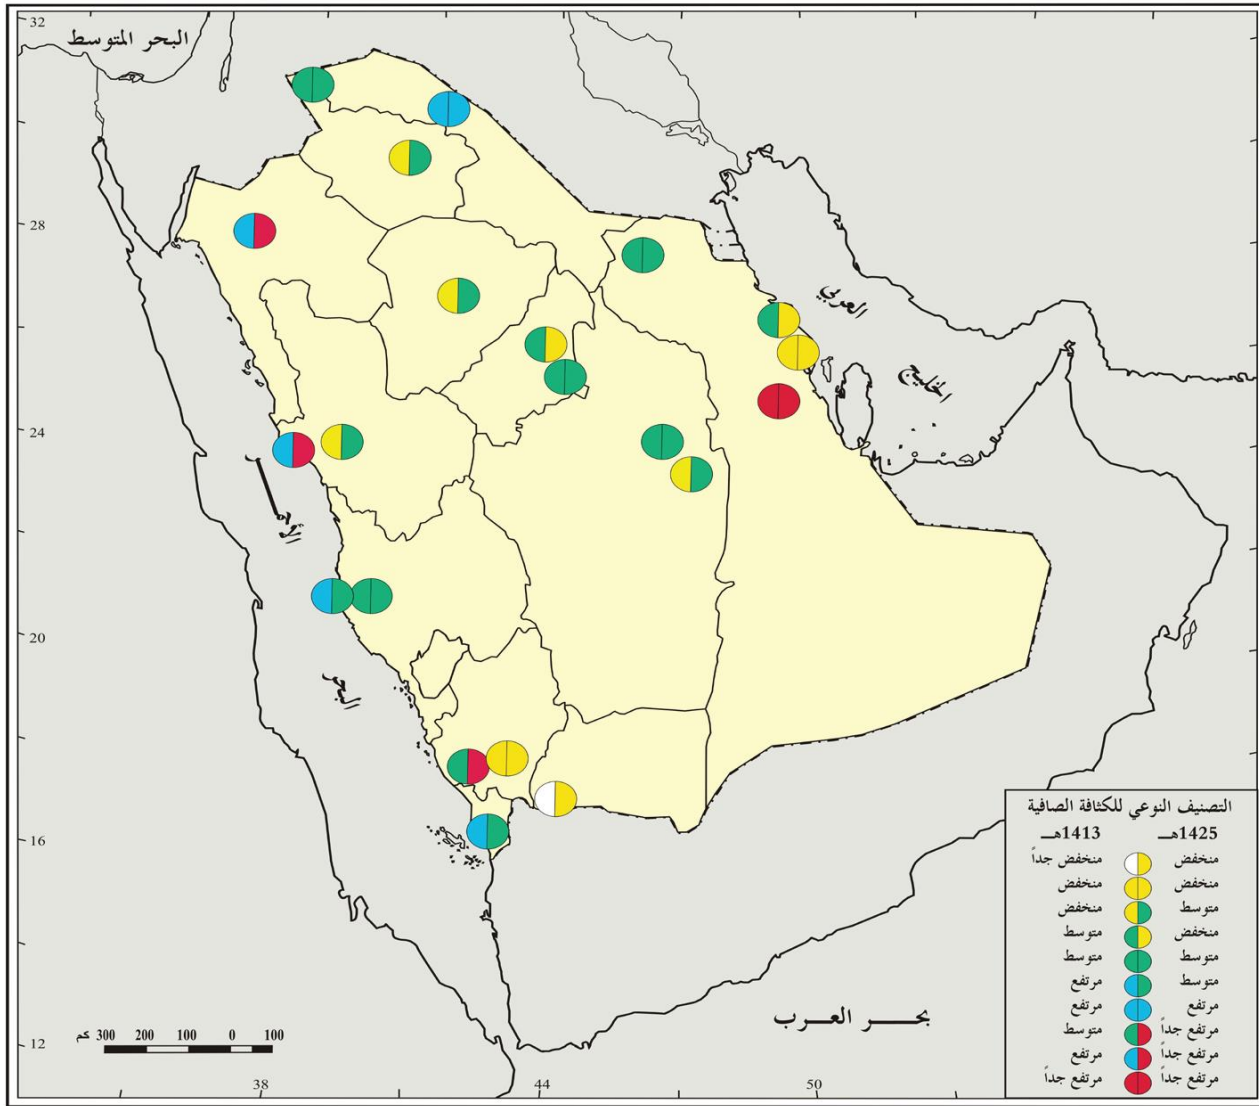 البحر المتوسط
العربي
الخليج
البحر
بحر العرب
32
28
24
20
16
12
38
44
50
300 200 100 0 100 كم
التصنيف النوعي للكثافة الصافية
1425هـ 1413هـ
منخفض منخفض جداً
منخفض منخفض
متوسط منخفض
منخفض متوسط
متوسط متوسط
متوسط مرتفع
مرتفع مرتفع
مرتفع جداً متوسط
مرتفع جداً مرتفع
مرتفع جداً مرتفع جداً